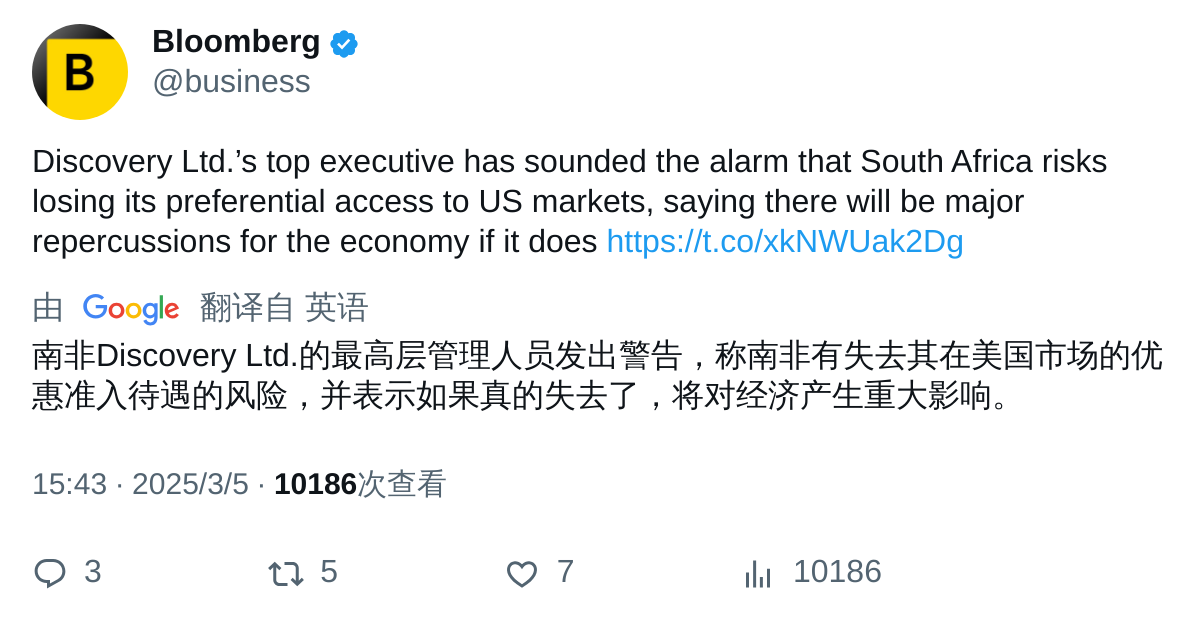 B
Bloomberg
@business
Discovery Ltd.’s top executive has sounded the alarm that South Africa risks
losing its preferential access to US markets, saying there will be major
repercussions for the economy if it does https://t.co/xkNWUak2Dg
由 Google 翻译自 英语
南非Discovery Ltd.的最高层管理人员发出警告，称南非有失去其在美国市场的优
惠准入待遇的风险，并表示如果真的失去了，将对经济产生重大影响。
15:43 · 2025/3/5 · 10186次查看
3 5 7 10186